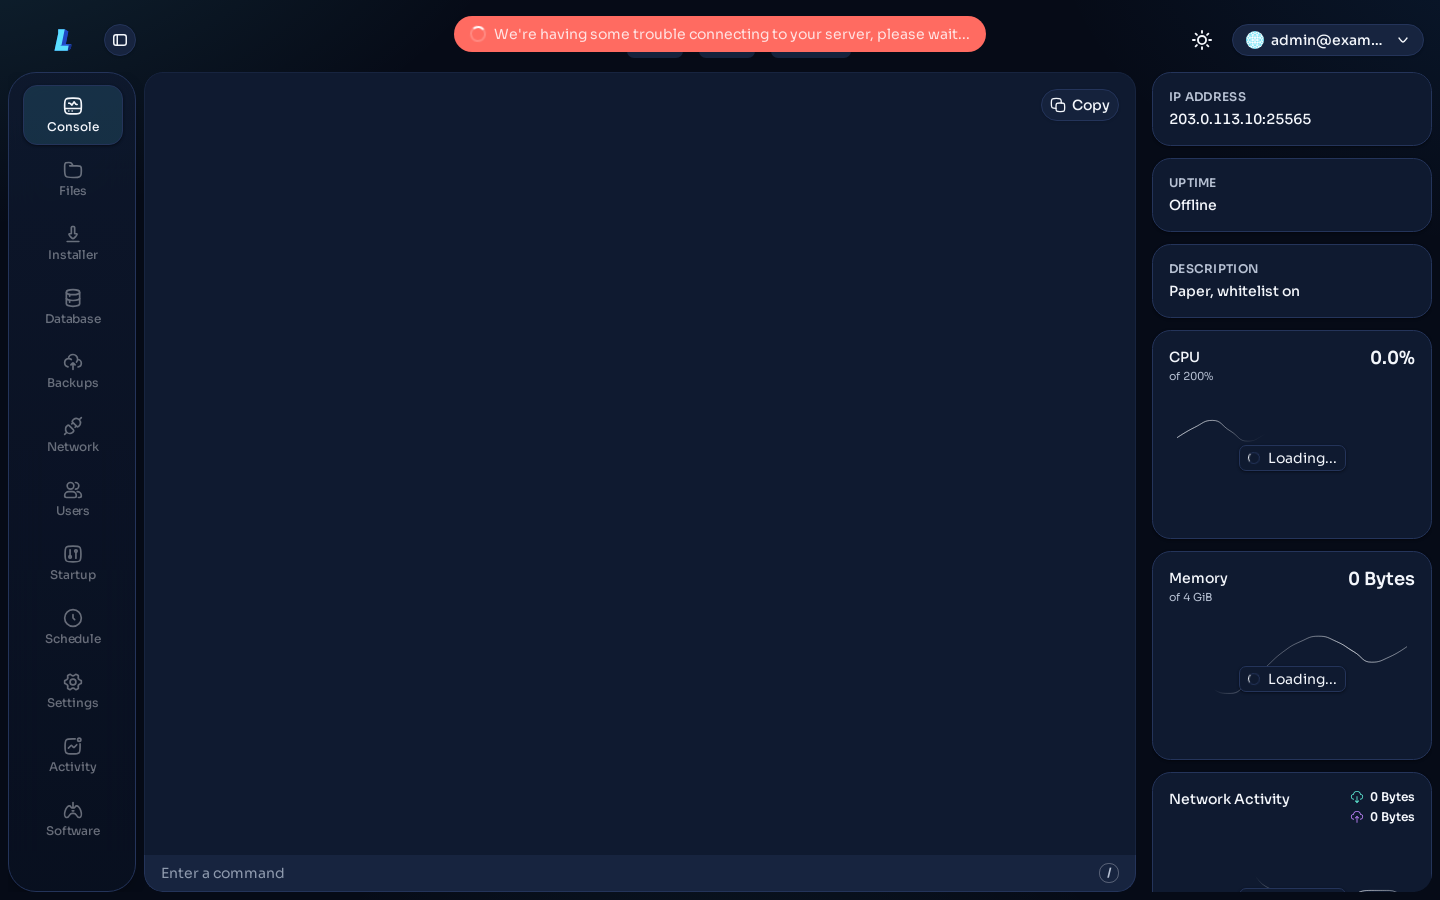 We're having some trouble connecting to your server, please wait...
admin@exam...
Console
Files
Installer
Database
Backups
Network
Users
Startup
Schedule
Settings
Activity
Software
Copy
Enter a command
/
IP ADDRESS
203.0.113.10:25565
UPTIME
Offline
DESCRIPTION
Paper, whitelist on
CPU
0.0%
of 200%
Loading...
Memory
0 Bytes
of 4 GiB
Loading...
Network Activity
0 Bytes
0 Bytes